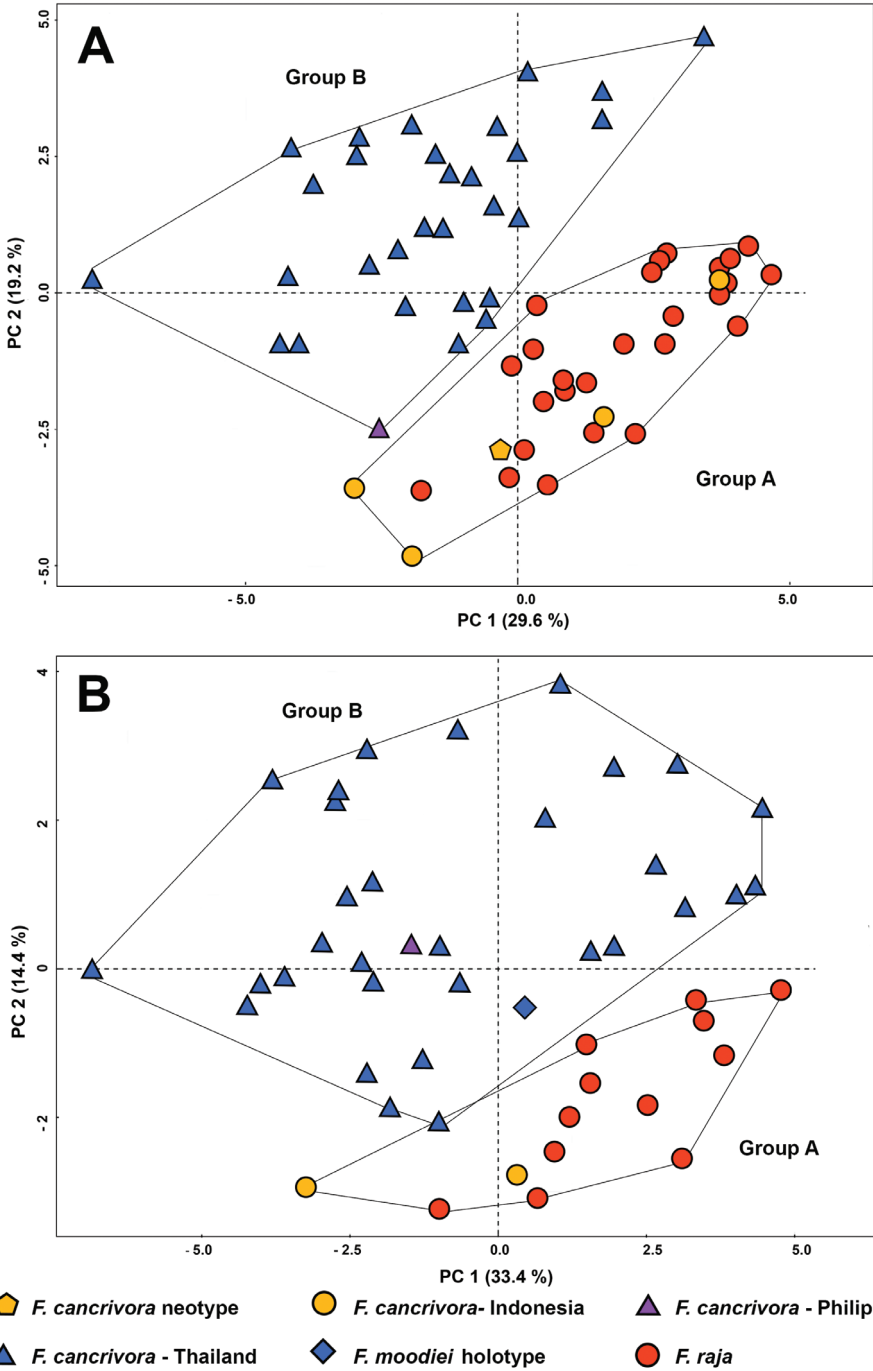 A
Group B
Group A
5.0
2.5
0.0
- 2.5
- 5.0
PC 2 (19.2 %)
- 5.0
0.0
5.0
PC 1 (29.6 %)
B
Group B
Group A
4
2
0
- 2
PC 2 (14.4 %)
- 5.0
- 2.5
0.0
2.5
5.0
PC 1 (33.4 %)
F. cancrivora neotype
F. cancrivora- Indonesia
F. cancrivora - Philip
F. cancrivora - Thailand
F. moodiei holotype
F. raja